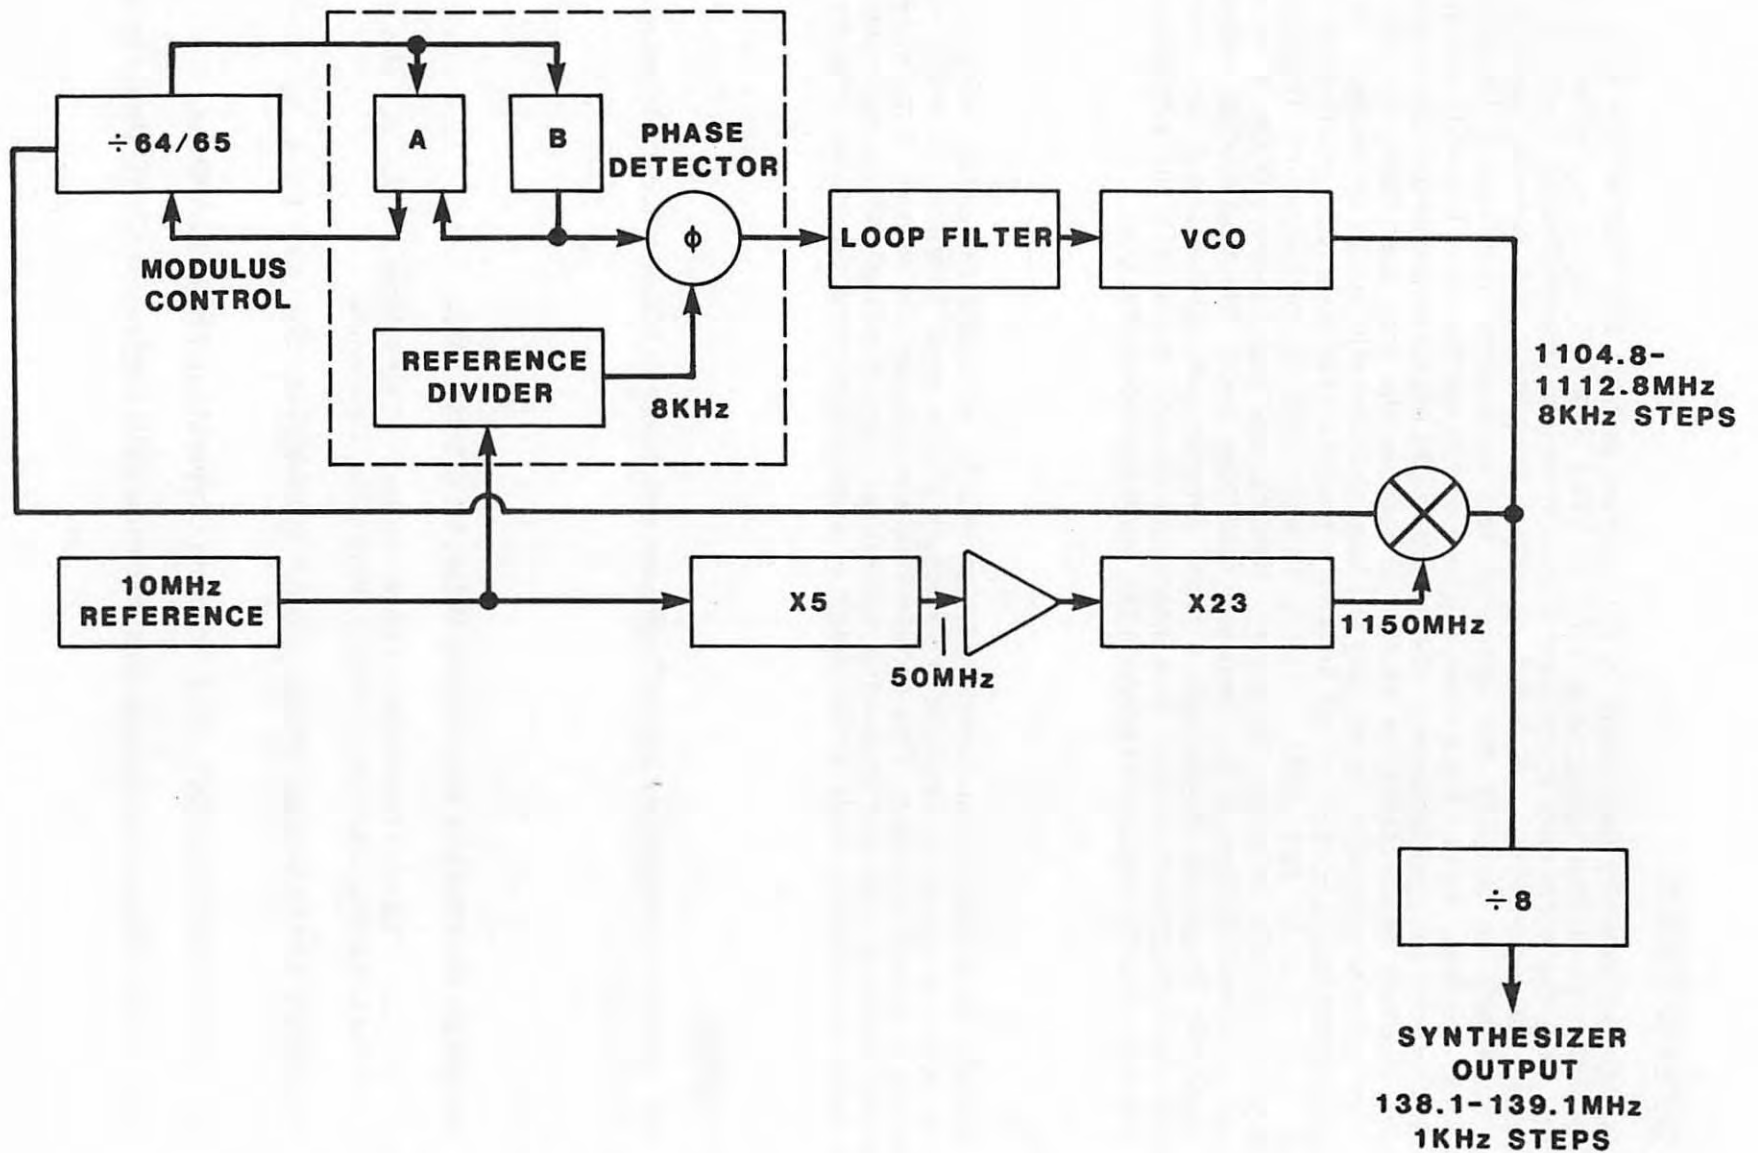 ÷64/65
A
B
PHASE
DETECTOR
ϕ
LOOP FILTER
VCO
MODULUS
CONTROL
REFERENCE
DIVIDER
8KHz
1104.8-
1112.8MHz
8KHz STEPS
10MHz
REFERENCE
X5
50MHz
X23
1150MHz
÷8
SYNTHESIZER
OUTPUT
138.1-139.1MHz
1KHz STEPS